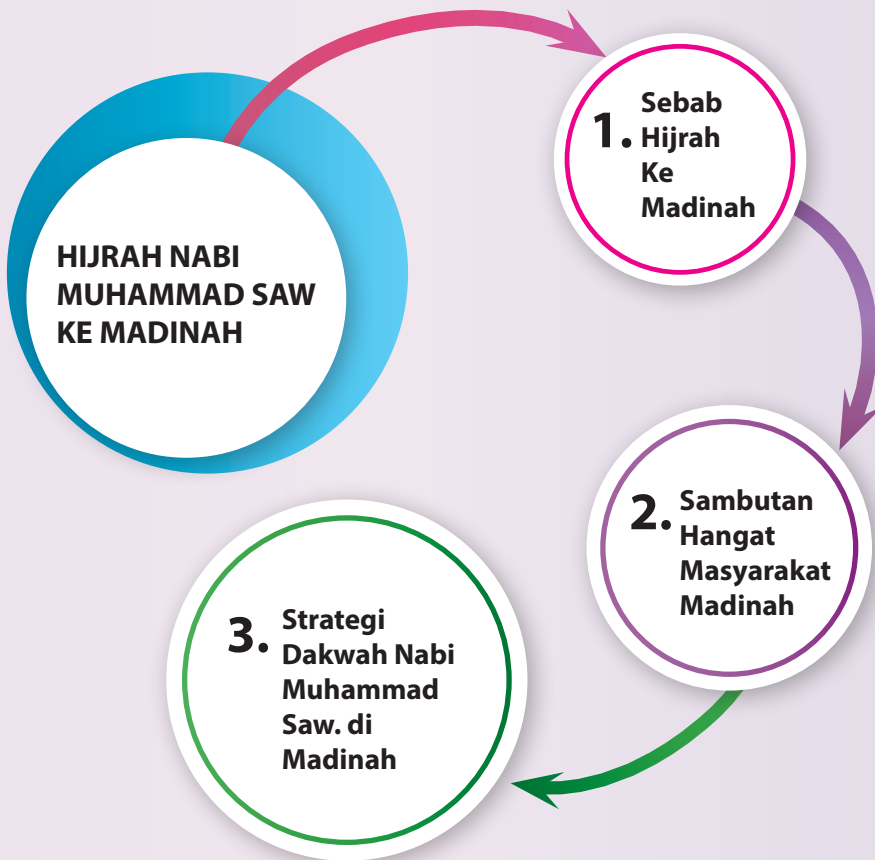 HIJRAH NABI
MUHAMMAD SAW
KE MADINAH
1. Sebab
Hijrah
Ke
Madinah
2. Sambutan
Hangat
Masyarakat
Madinah
3. Strategi
Dakwah Nabi
Muhammad
Saw. di
Madinah